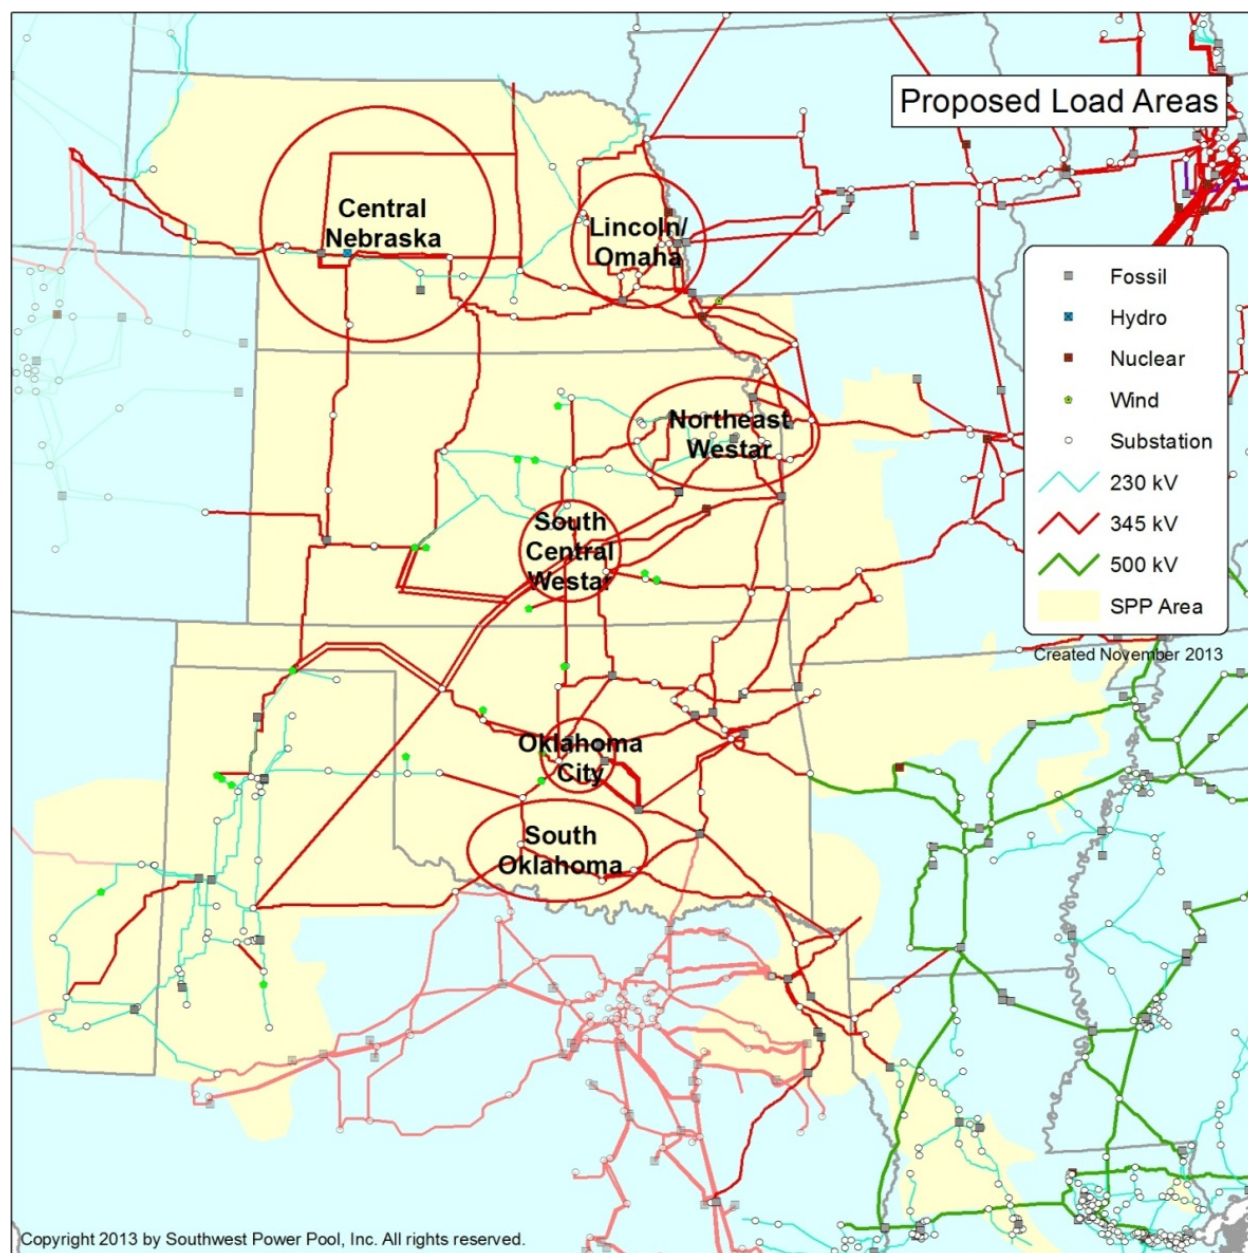 Proposed Load Areas
Central
Nebraska
Lincoln/
Omaha
Fossil
Hydro
Nuclear
Wind
Substation
230 kV
345 kV
500 kV
SPP Area
Created November 2013
Northeast
Westar
South
Central
Westar
Oklahoma
City
South
Oklahoma
Copyright 2013 by Southwest Power Pool, Inc. All rights reserved.